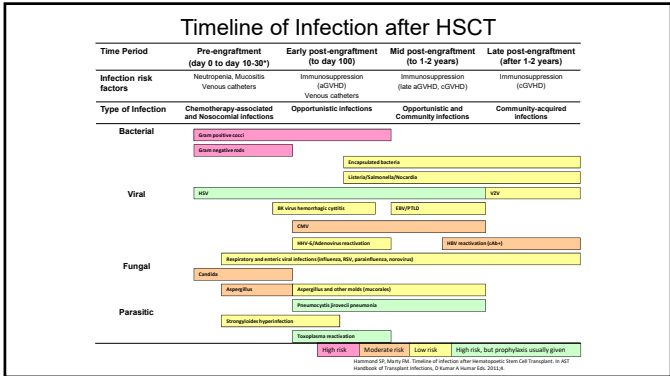 Timeline of Infection after HSCT
Time Period Pre-engraftment Early post-engraftment Mid post-engraftment Late post-engraftment
(day 0 to day 10-30*) (to day 100) (to 1-2 years) (after 1-2 years)
Infection risk Neutropenia, Mucositis Immunosuppression Immunosuppression Immunosuppression
factors Venous catheters (aGVHD) (late aGVHD, cGVHD) (cGVHD)
Venous catheters
Type of Infection Chemotherapy-associated Opportunistic infections Opportunistic and Community-acquired
and Nosocomial infections Community infections infections
Bacterial
Gram positive cocci
Gram negative rods
Encapsulated bacteria
Listeria/Salmonella/Nocardia
Viral
HSV VZV
BK virus hemorrhagic cystitis EBV/PTLD
CMV
HHV-6/Adenovirus reactivation HBV reactivation (cAb+)
Respiratory and enteric viral infections (influenza, RSV, parainfluenza, norovirus)
Fungal
Candida
Aspergillus Aspergillus and other molds (mucorales)
Pneumocystis jirovecii pneumonia
Parasitic
Strongyloides hyperinfection
Toxoplasma reactivation
High risk Moderate risk Low risk High risk, but prophylaxis usually given
Hammond SP, Marty FM. Timeline of Infection after Hematopoetic Stem Cell Transplant. In AST
Handbook of Transplant Infections, D Kumar A Humar Eds. 2011;6.